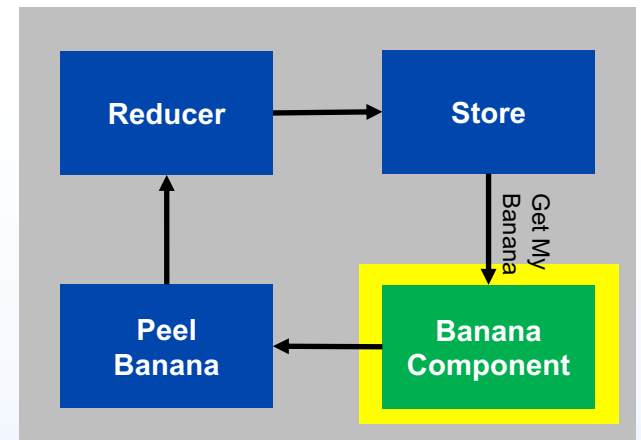 Reducer
Store
Get My
Banana
Peel
Banana
Banana
Component